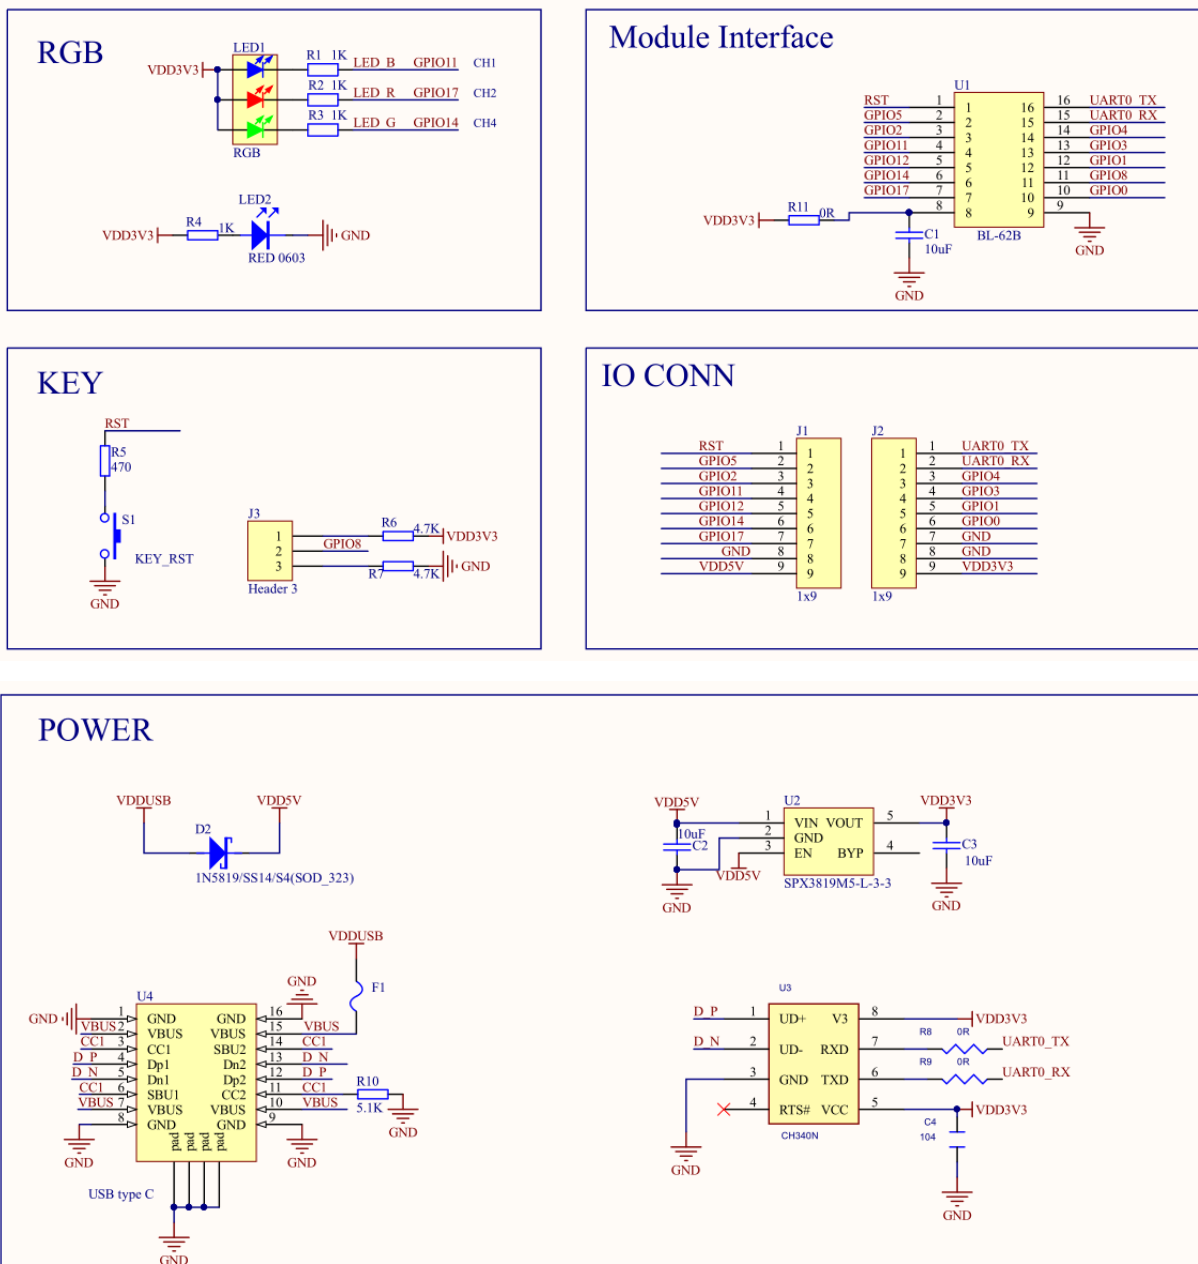 RGB
LED1
VDD3V3
R1 1K LED_B GPIO11 CH1
R2 1K LED_R GPIO17 CH2
R3 1K LED_G GPIO14 CH4
RGB
LED2
VDD3V3 R4 1K GND
RED 0603
Module Interface
U1
RST 1 1 16 16 UART0_TX
GPIO5 2 2 15 15 UART0_RX
GPIO2 3 3 14 14 GPIO4
GPIO11 4 4 13 13 GPIO3
GPIO12 5 5 12 12 GPIO1
GPIO14 6 6 11 11 GPIO8
GPIO17 7 7 10 10 GPIO0
8 8 9 9
VDD3V3 R11 0R
C1
10uF
BL-62B
GND
GND
KEY
RST
R5
470
S1
KEY_RST
GND
J3
1 R6 4.7K VDD3V3
2 GPIO8
3 R7 4.7K GND
Header 3
IO CONN
J1
RST 1 1
GPIO5 2 2
GPIO2 3 3
GPIO11 4 4
GPIO12 5 5
GPIO14 6 6
GPIO17 7 7
GND 8 8
VDD5V 9 9
1x9
J2
1 1 UART0_TX
2 2 UART0_RX
3 3 GPIO4
4 4 GPIO3
5 5 GPIO1
6 6 GPIO0
7 7 GND
8 8 GND
9 9 VDD3V3
1x9
POWER
VDDUSB VDD5V
D2
1N5819/SS14/S4(SOD_323)
VDD5V U2 VDD3V3
10uF
C2
1 VIN VOUT 5
2 GND
3 EN BYP 4
VDD5V
SPX3819M5-L-3-3
C3
10uF
GND
GND
VDDUSB
F1
GND
U4
GND 1 GND GND 16
VBUS 2 VBUS VBUS 15 VBUS
CC1 3 CC1 SBU2 14 CC1
D_P 4 Dp1 Dn2 13 D_N
D_N 5 Dn1 Dp2 12 D_P
CC1 6 SBU1 CC2 11 CC1 R10
VBUS 7 VBUS VBUS 10 VBUS 5.1K
8 GND GND 9
GND GND GND
pad pad pad pad
USB type C
GND
U3
D_P 1 UD+ V3 8 VDD3V3
D_N 2 UD- RXD 7 R8 0R UART0_TX
3 GND TXD 6 R9 0R UART0_RX
4 RTS# VCC 5 VDD3V3
CH340N
C4
104
GND
GND